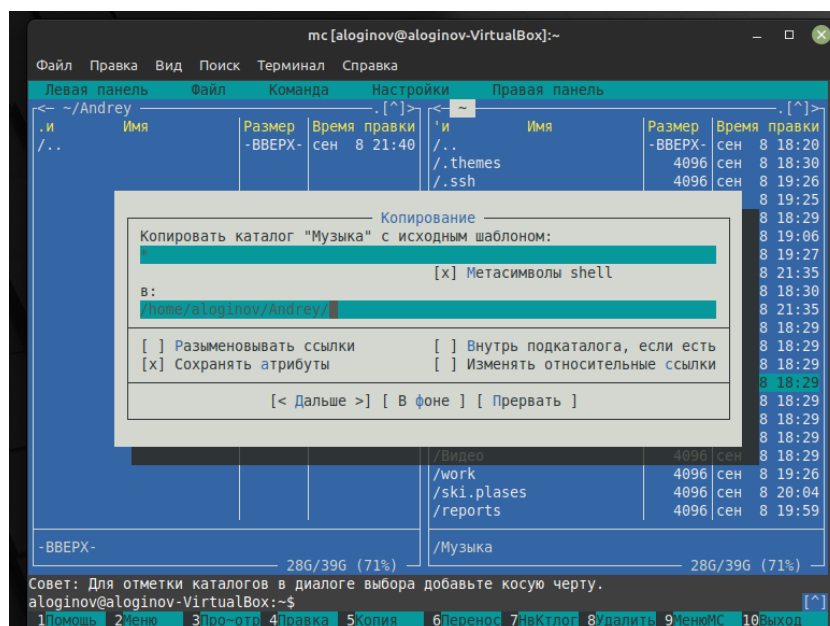 mc [aloginov@aloginov-VirtualBox]:~
Файл Правка Вид Поиск Терминал Справка
Левая панель Файл Команда Настройки Правая панель
<— ~/Andrey .[^]> <— ~ .[^]>
.и Имя Размер Время правки 'и Имя Размер Время правки
/.. -ВВЕРХ- сен 8 21:40 /.. -ВВЕРХ- сен 8 18:20
/.themes 4096 сен 8 18:30
/.ssh 4096 сен 8 19:26
8 19:25
Копирование 8 18:29
Копировать каталог "Музыка" с исходным шаблоном: 8 19:06
* 8 19:27
[x] Метасимволы shell 8 21:35
в: 8 18:30
/home/aloginov/Andrey/ 8 21:35
8 18:29
[ ] Разыменовывать ссылки [ ] Внутрь подкаталога, если есть 8 18:29
[x] Сохранять атрибуты [ ] Изменять относительные ссылки 8 18:29
8 18:29
[< Дальше >] [ В фоне ] [ Прервать ] 8 18:29
8 18:29
8 18:29
/Видео 4096 сен 8 18:29
/work 4096 сен 8 19:26
/ski.plases 4096 сен 8 20:04
/reports 4096 сен 8 19:59
-ВВЕРХ- /Музыка
28G/39G (71%) 28G/39G (71%)
Совет: Для отметки каталогов в диалоге выбора добавьте косую черту.
aloginov@aloginov-VirtualBox:~$ [^]
1Помощь 2Меню 3Про~отр 4Правка 5Копия 6Перенос 7НвКтлог 8Удалить 9МенюMC 10Выход